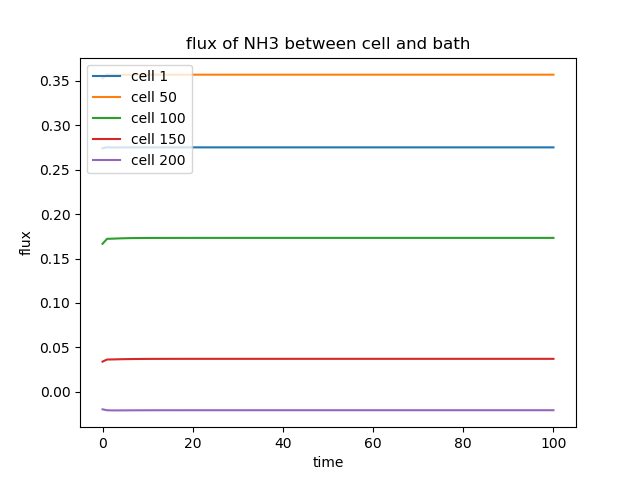 flux of NH3 between cell and bath
cell 1
cell 50
cell 100
cell 150
cell 200
0.35
0.30
0.25
0.20
0.15
0.10
0.05
0.00
flux
0 20 40 60 80 100
time